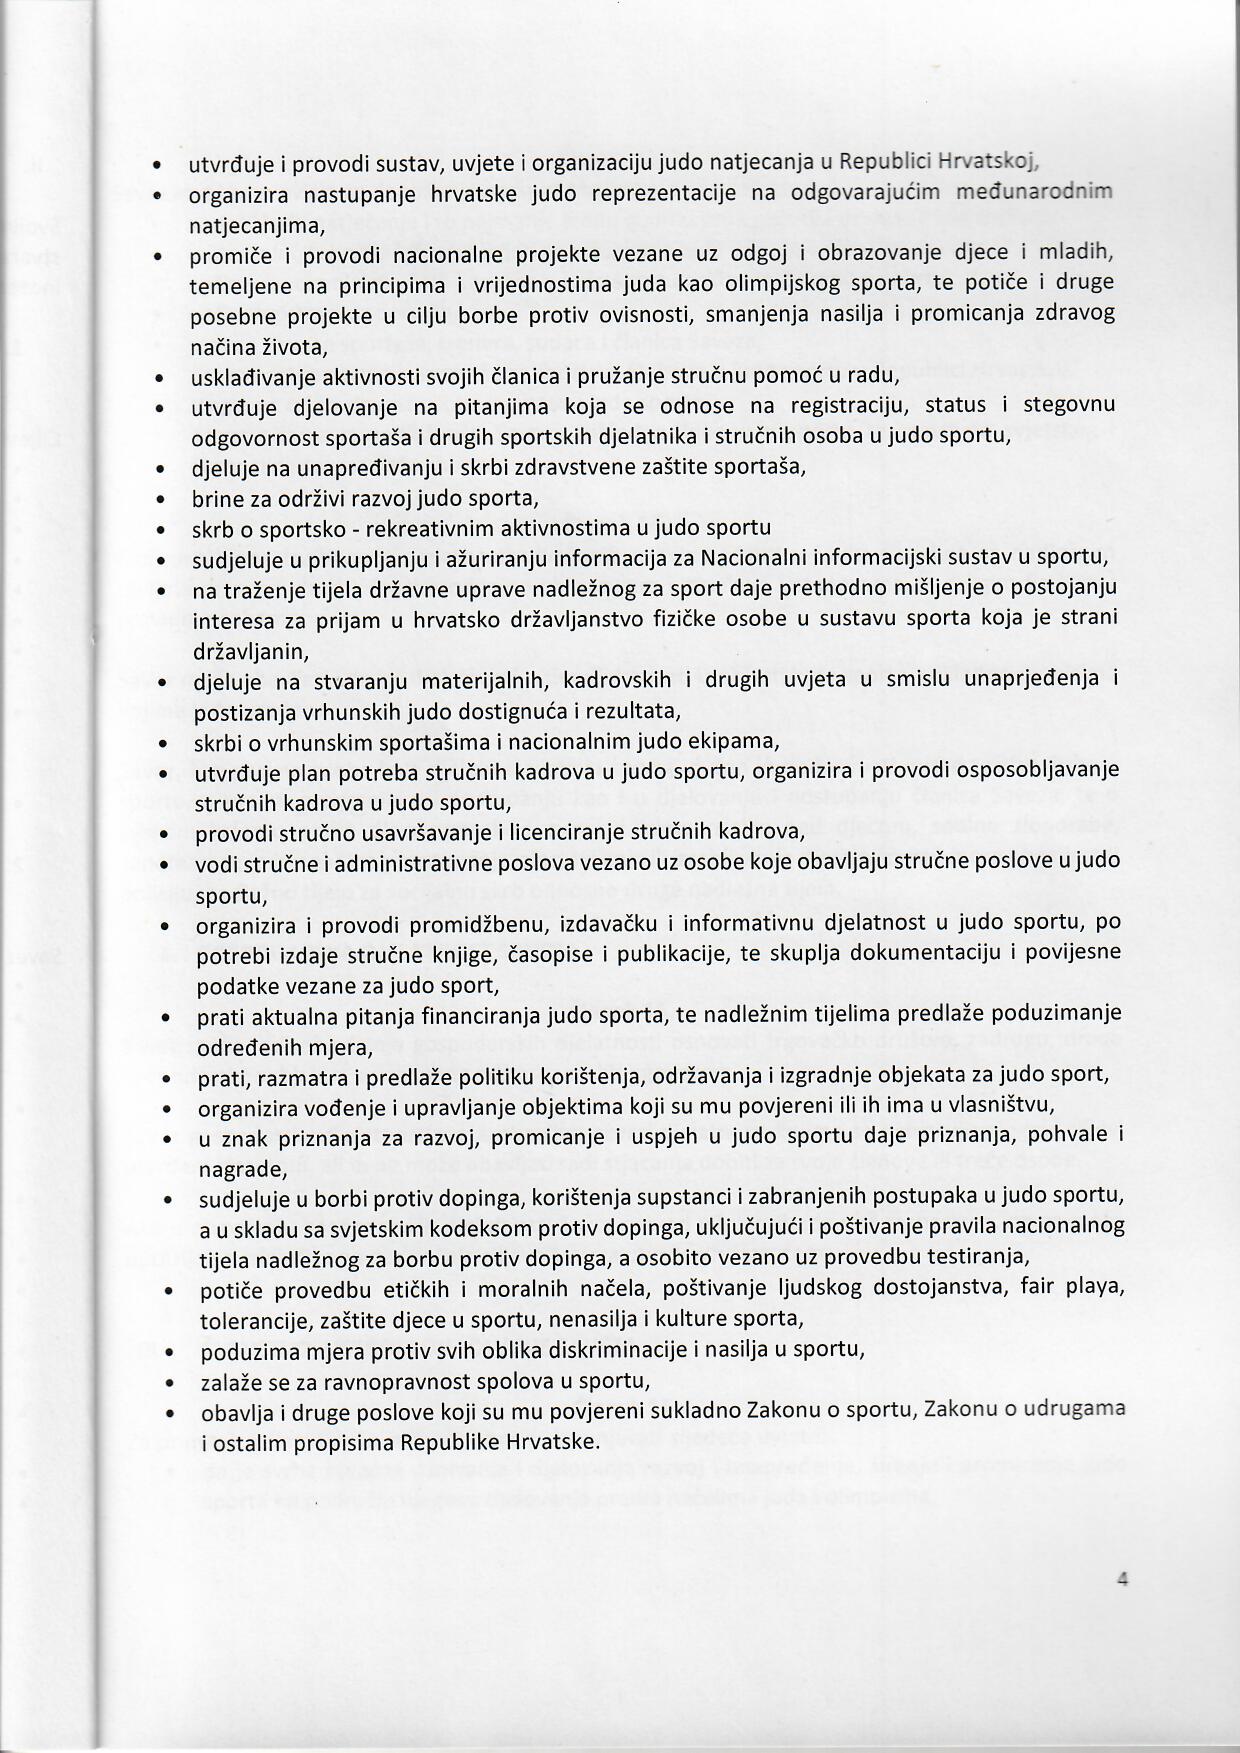 • utvrđuje i provodi sustav, uvjete i organizaciju judo natjecanja u Republici Hrvatskoj,
• organizira nastupanje hrvatske judo reprezentacije na odgovarajućim međunarodnim
natjecanjima,
• promiče i provodi nacionalne projekte vezane uz odgoj i obrazovanje djece i mladih,
temeljene na principima i vrijednostima juda kao olimpijskog sporta, te potiče i druge
posebne projekte u cilju borbe protiv ovisnosti, smanjenja nasilja i promicanja zdravog
načina života,
• usklađivanje aktivnosti svojih članica i pružanje stručnu pomoć u radu,
• utvrđuje djelovanje na pitanjima koja se odnose na registraciju, status i stegovnu
odgovornost sportaša i drugih sportskih djelatnika i stručnih osoba u judo sportu,
• djeluje na unapređivanju i skrbi zdravstvene zaštite sportaša,
• brine za održivi razvoj judo sporta,
• skrb o sportsko - rekreativnim aktivnostima u judo sportu
• sudjeluje u prikupljanju i ažuriranju informacija za Nacionalni informacijski sustav u sportu,
• na traženje tijela državne uprave nadležnog za sport daje prethodno mišljenje o postojanju
interesa za prijam u hrvatsko državljanstvo fizičke osobe u sustavu sporta koja je strani
državljanin,
• djeluje na stvaranju materijalnih, kadrovskih i drugih uvjeta u smislu unaprjeđenja i
postizanja vrhunskih judo dostignuća i rezultata,
• skrbi o vrhunskim sportašima i nacionalnim judo ekipama,
• utvrđuje plan potreba stručnih kadrova u judo sportu, organizira i provodi osposobljavanje
stručnih kadrova u judo sportu,
• provodi stručno usavršavanje i licenciranje stručnih kadrova,
• vodi stručne i administrativne poslova vezano uz osobe koje obavljaju stručne poslove u judo
sportu,
• organizira i provodi promidžbenu, izdavačku i informativnu djelatnost u judo sportu, po
potrebi izdaje stručne knjige, časopise i publikacije, te skuplja dokumentaciju i povijesne
podatke vezane za judo sport,
• prati aktualna pitanja financiranja judo sporta, te nadležnim tijelima predlaže poduzimanje
određenih mjera,
• prati, razmatra i predlaže politiku korištenja, održavanja i izgradnje objekata za judo sport,
• organizira vođenje i upravljanje objektima koji su mu povjereni ili ih ima u vlasništvu,
• u znak priznanja za razvoj, promicanje i uspjeh u judo sportu daje priznanja, pohvale i
nagrade,
• sudjeluje u borbi protiv dopinga, korištenja supstanci i zabranjenih postupaka u judo sportu,
a u skladu sa svjetskim kodeksom protiv dopinga, uključujući i poštivanje pravila nacionalnog
tijela nadležnog za borbu protiv dopinga, a osobito vezano uz provedbu testiranja,
• potiče provedbu etičkih i moralnih načela, poštivanje ljudskog dostojanstva, fair playa,
tolerancije, zaštite djece u sportu, nenasilja i kulture sporta,
• poduzima mjera protiv svih oblika diskriminacije i nasilja u sportu,
• zalaže se za ravnopravnost spolova u sportu,
• obavlja i druge poslove koji su mu povjereni sukladno Zakonu o sportu, Zakonu o udrugama
i ostalim propisima Republike Hrvatske.
4